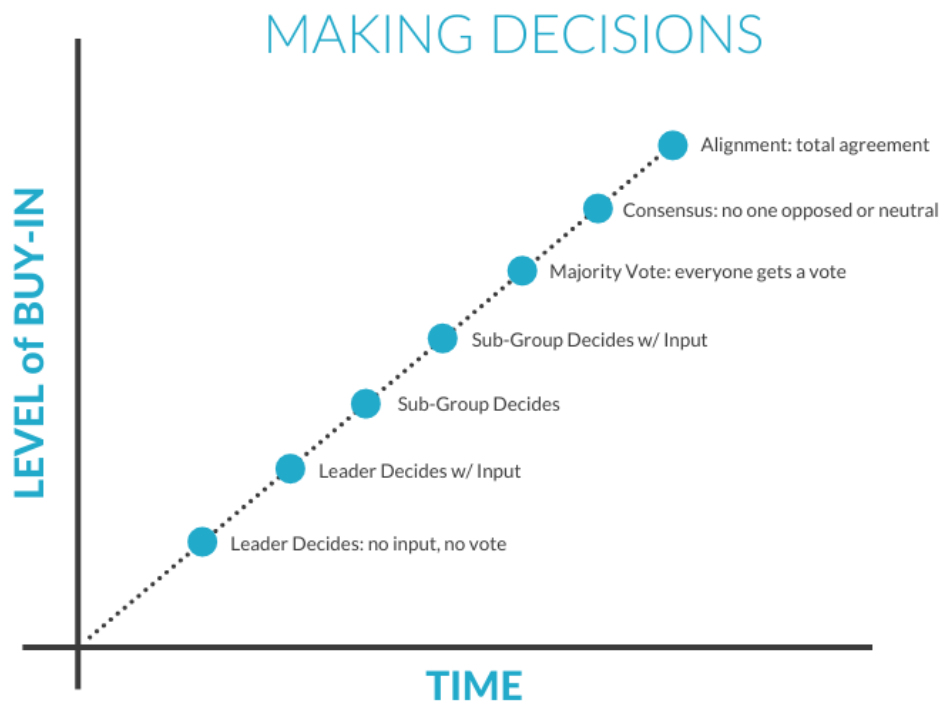 MAKING DECISIONS
LEVEL of BUY-IN
Alignment: total agreement
Consensus: no one opposed or neutral
Majority Vote: everyone gets a vote
Sub-Group Decides w/ Input
Sub-Group Decides
Leader Decides w/ Input
Leader Decides: no input, no vote
TIME